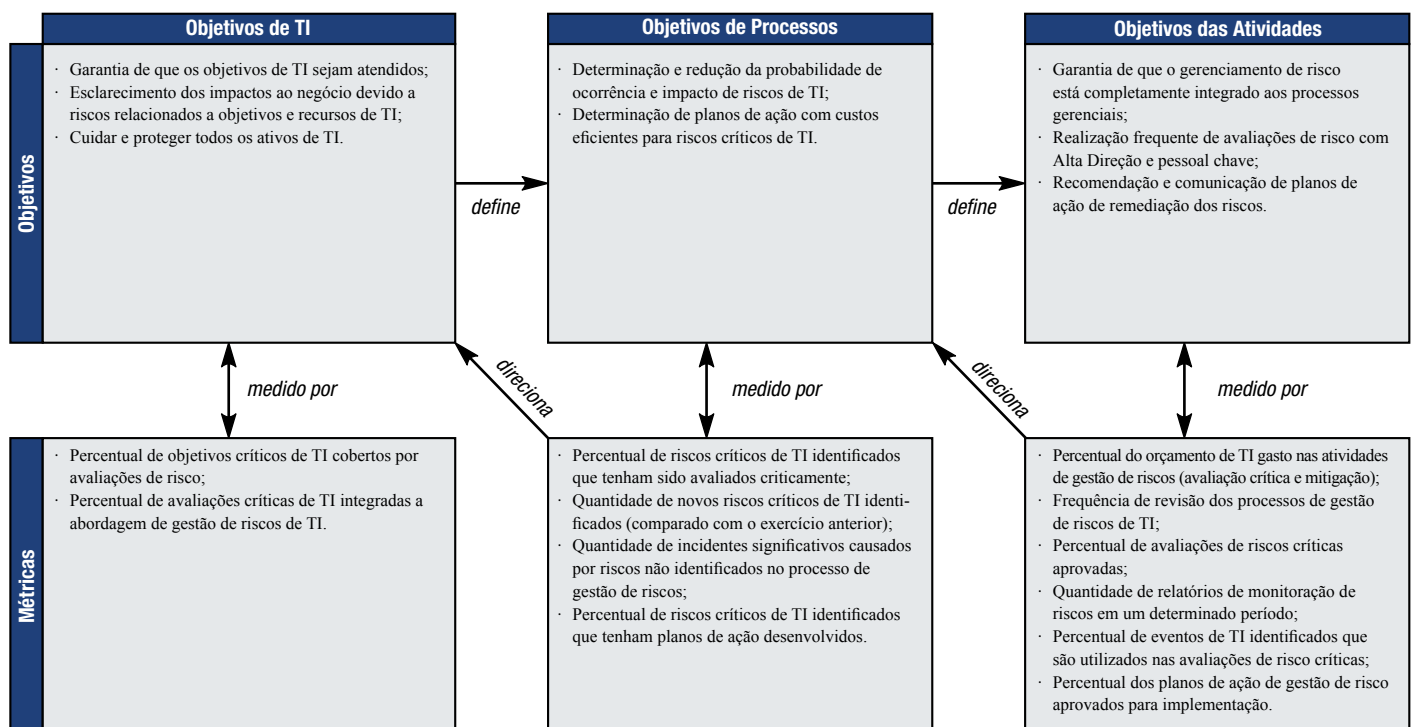 Objetivos de TI
Objetivos de Processos
Objetivos das Atividades
Objetivos
· Garantia de que os objetivos de TI sejam atendidos;
· Esclarecimento dos impactos ao negócio devido a
riscos relacionados a objetivos e recursos de TI;
· Cuidar e proteger todos os ativos de TI.
define
· Determinação e redução da probabilidade de
ocorrência e impacto de riscos de TI;
· Determinação de planos de ação com custos
eficientes para riscos críticos de TI.
define
· Garantia de que o gerenciamento de risco
está completamente integrado aos processos
gerenciais;
· Realização frequente de avaliações de risco com
Alta Direção e pessoal chave;
· Recomendação e comunicação de planos de
ação de remediação dos riscos.
medido por
direciona
medido por
direciona
medido por
Métricas
· Percentual de objetivos críticos de TI cobertos por
avaliações de risco;
· Percentual de avaliações críticas de TI integradas a
abordagem de gestão de riscos de TI.
· Percentual de riscos críticos de TI identificados
que tenham sido avaliados criticamente;
· Quantidade de novos riscos críticos de TI identi-
ficados (comparado com o exercício anterior);
· Quantidade de incidentes significativos causados
por riscos não identificados no processo de
gestão de riscos;
· Percentual de riscos críticos de TI identificados
que tenham planos de ação desenvolvidos.
· Percentual do orçamento de TI gasto nas atividades
de gestão de riscos (avaliação crítica e mitigação);
· Frequência de revisão dos processos de gestão
de riscos de TI;
· Percentual de avaliações de riscos críticas
aprovadas;
· Quantidade de relatórios de monitoração de
riscos em um determinado período;
· Percentual de eventos de TI identificados que
são utilizados nas avaliações de risco críticas;
· Percentual dos planos de ação de gestão de risco
aprovados para implementação.